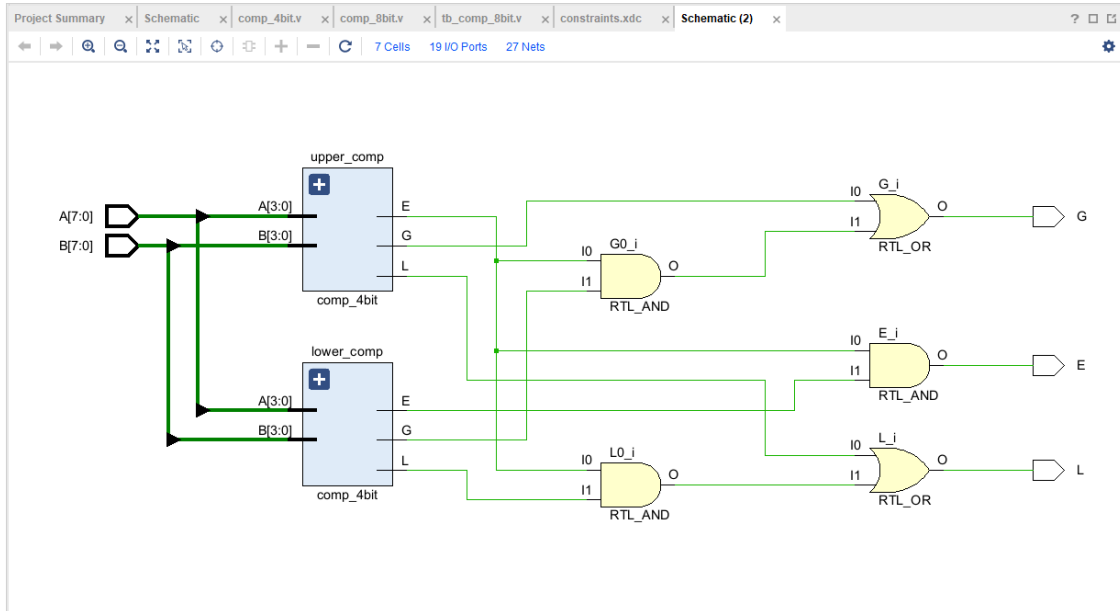 Project Summary × Schematic × comp_4bit.v × comp_8bit.v × tb_comp_8bit.v × constraints.xdc × Schematic (2) × ?
7 Cells 19 I/O Ports 27 Nets
upper_comp
A[7:0] A[3:0] E
B[7:0] B[3:0] G
L
comp_4bit
lower_comp
A[3:0] E
B[3:0] G
L
comp_4bit
G0_i
I0 O
I1
RTL_AND
L0_i
I0 O
I1
RTL_AND
G_i
I0 O G
I1
RTL_OR
E_i
I0 O E
I1
RTL_AND
L_i
I0 O L
I1
RTL_OR